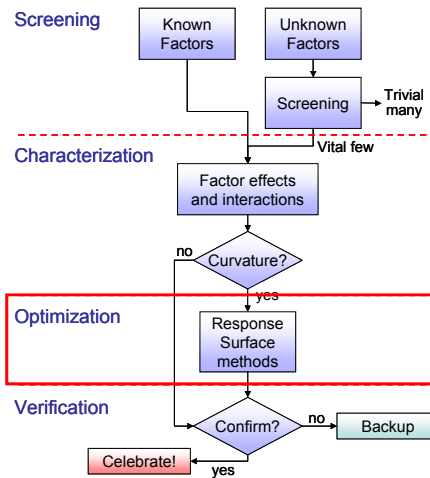 Screening
Known
Factors
Unknown
Factors
Screening
Trivial
many
Vital few
Characterization
Factor effects
and interactions
no
Curvature?
yes
Optimization
Response
Surface
methods
Verification
Confirm?
no
Backup
Celebrate!
yes